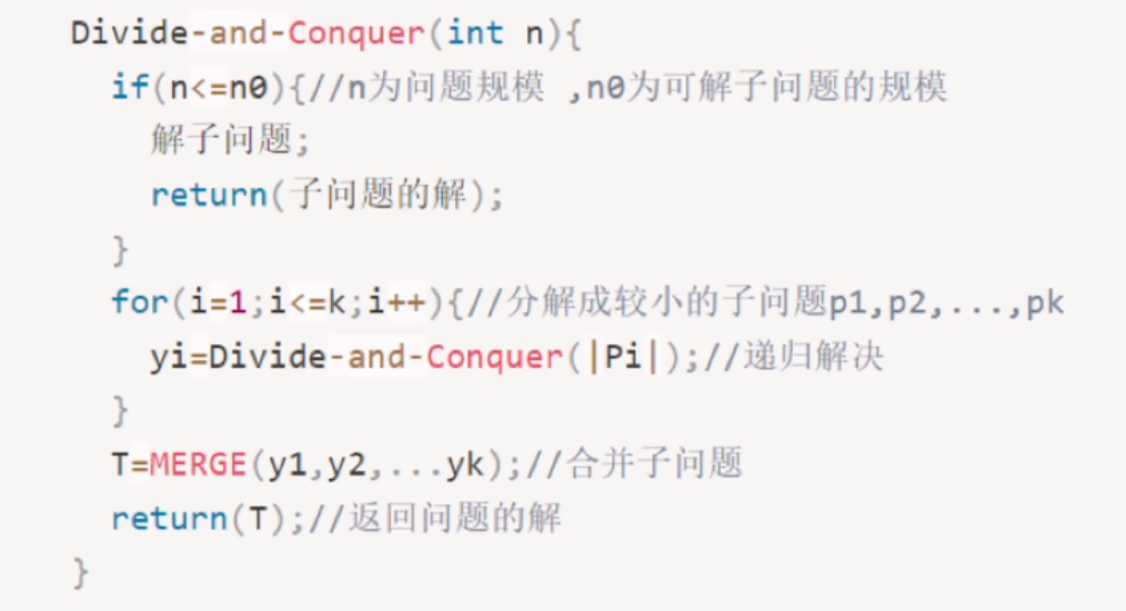 Divide-and-Conquer(int n){
if(n<=n0){//n为问题规模 ,n0为可解子问题的规模
解子问题;
return(子问题的解);
}
for(i=1;i<=k;i++){//分解成较小的子问题p1,p2,...,pk
yi=Divide-and-Conquer(|Pi|);//递归解决
}
T=MERGE(y1,y2,...yk);//合并子问题
return(T);//返回问题的解
}